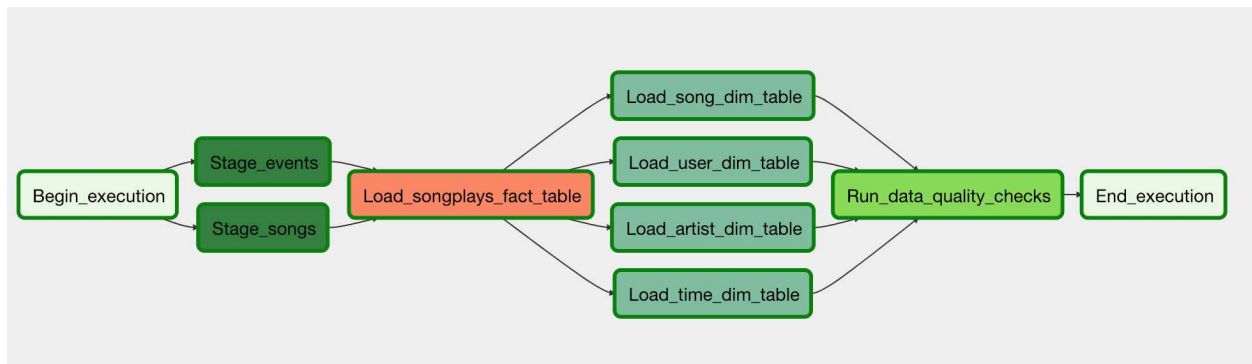 Begin_execution
Stage_events
Stage_songs
Load_songplays_fact_table
Load_song_dim_table
Load_user_dim_table
Load_artist_dim_table
Load_time_dim_table
Run_data_quality_checks
End_execution